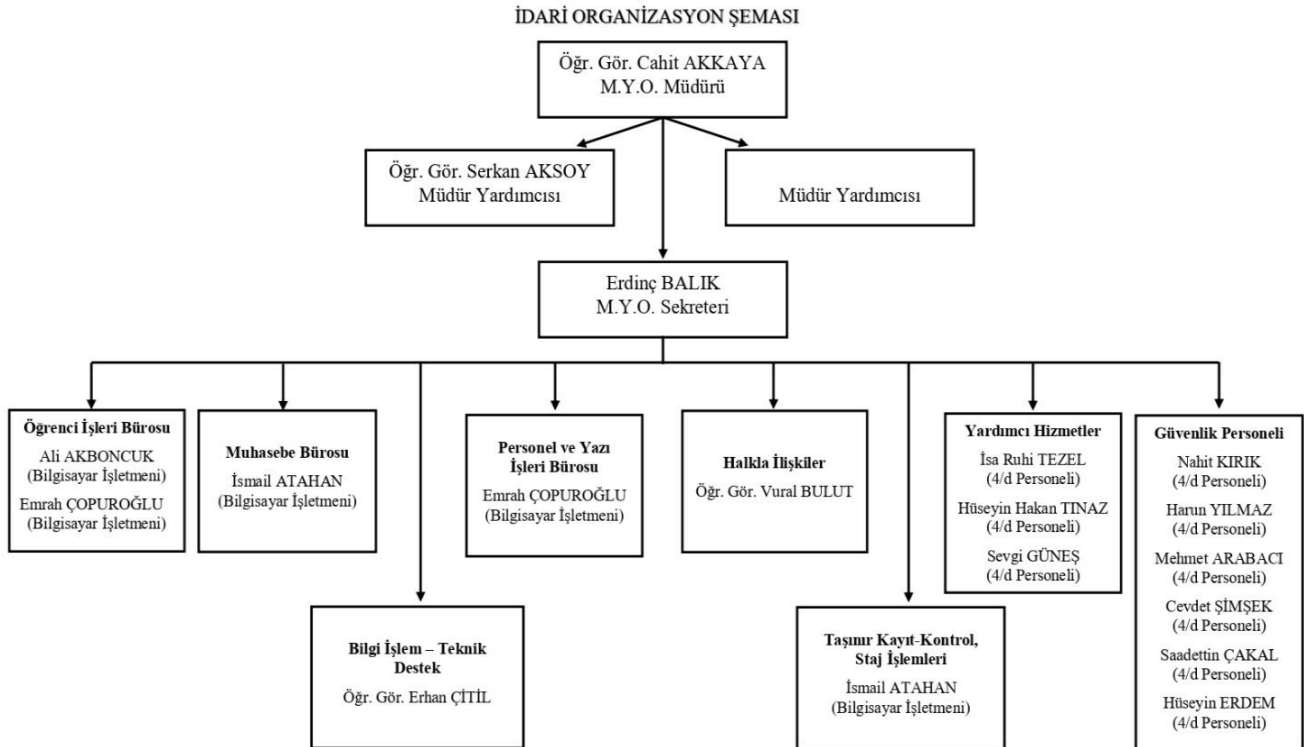 İDARİ ORGANİZASYON ŞEMASI
Öğr. Gör. Cahit AKKAYA
M.Y.O. Müdürü
Öğr. Gör. Serkan AKSOY
Müdür Yardımcısı
Müdür Yardımcısı
Erdinç BALIK
M.Y.O. Sekreteri
Öğrenci İşleri Bürosu
Ali AKBONCUK
(Bilgisayar İşletmeni)
Emrah ÇOPUROĞLU
(Bilgisayar İşletmeni)
Muhasebe Bürosu
İsmail ATAHAN
(Bilgisayar İşletmeni)
Personel ve Yazı
İşleri Bürosu
Emrah ÇOPUROĞLU
(Bilgisayar İşletmeni)
Halkla İlişkiler
Öğr. Gör. Vural BULUT
Yardımcı Hizmetler
İsa Ruhi TEZEL
(4/d Personeli)
Hüseyin Hakan TINAZ
(4/d Personeli)
Sevgi GÜNEŞ
(4/d Personeli)
Güvenlik Personeli
Nahit KIRIK
(4/d Personeli)
Harun YILMAZ
(4/d Personeli)
Mehmet ARABACI
(4/d Personeli)
Cevdet ŞİMŞEK
(4/d Personeli)
Saadettin ÇAKAL
(4/d Personeli)
Hüseyin ERDEM
(4/d Personeli)
Bilgi İşlem – Teknik
Destek
Öğr. Gör. Erhan ÇİTİL
Taşınır Kayıt-Kontrol,
Staj İşlemleri
İsmail ATAHAN
(Bilgisayar İşletmeni)